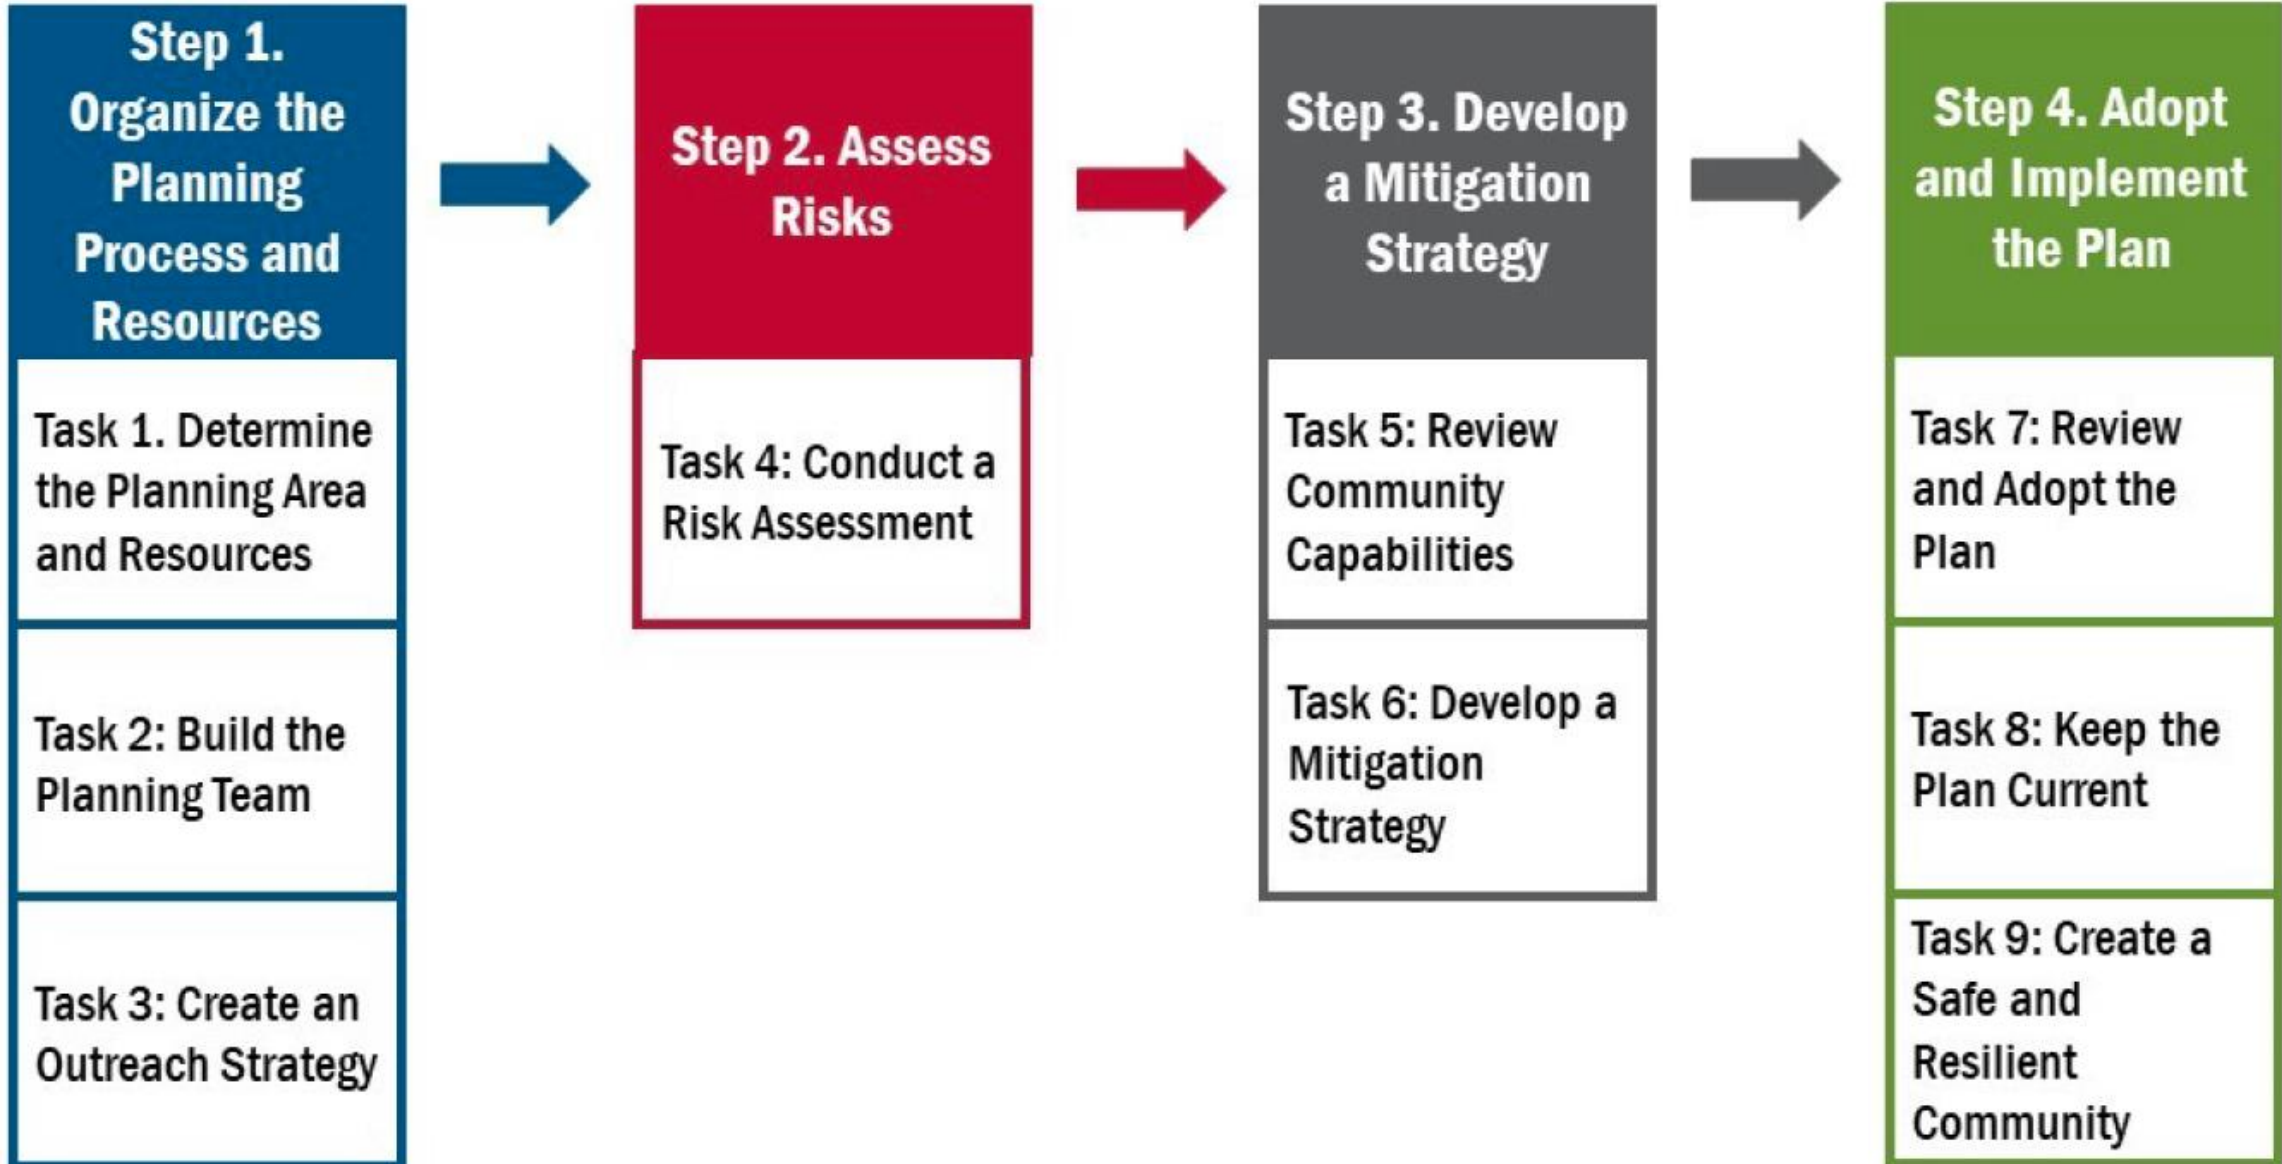 Step 1.
Organize the
Planning
Process and
Resources
Task 1. Determine
the Planning Area
and Resources
Task 2: Build the
Planning Team
Task 3: Create an
Outreach Strategy
Step 2. Assess
Risks
Task 4: Conduct a
Risk Assessment
Step 3. Develop
a Mitigation
Strategy
Task 5: Review
Community
Capabilities
Task 6: Develop a
Mitigation
Strategy
Step 4. Adopt
and Implement
the Plan
Task 7: Review
and Adopt the
Plan
Task 8: Keep the
Plan Current
Task 9: Create a
Safe and
Resilient
Community